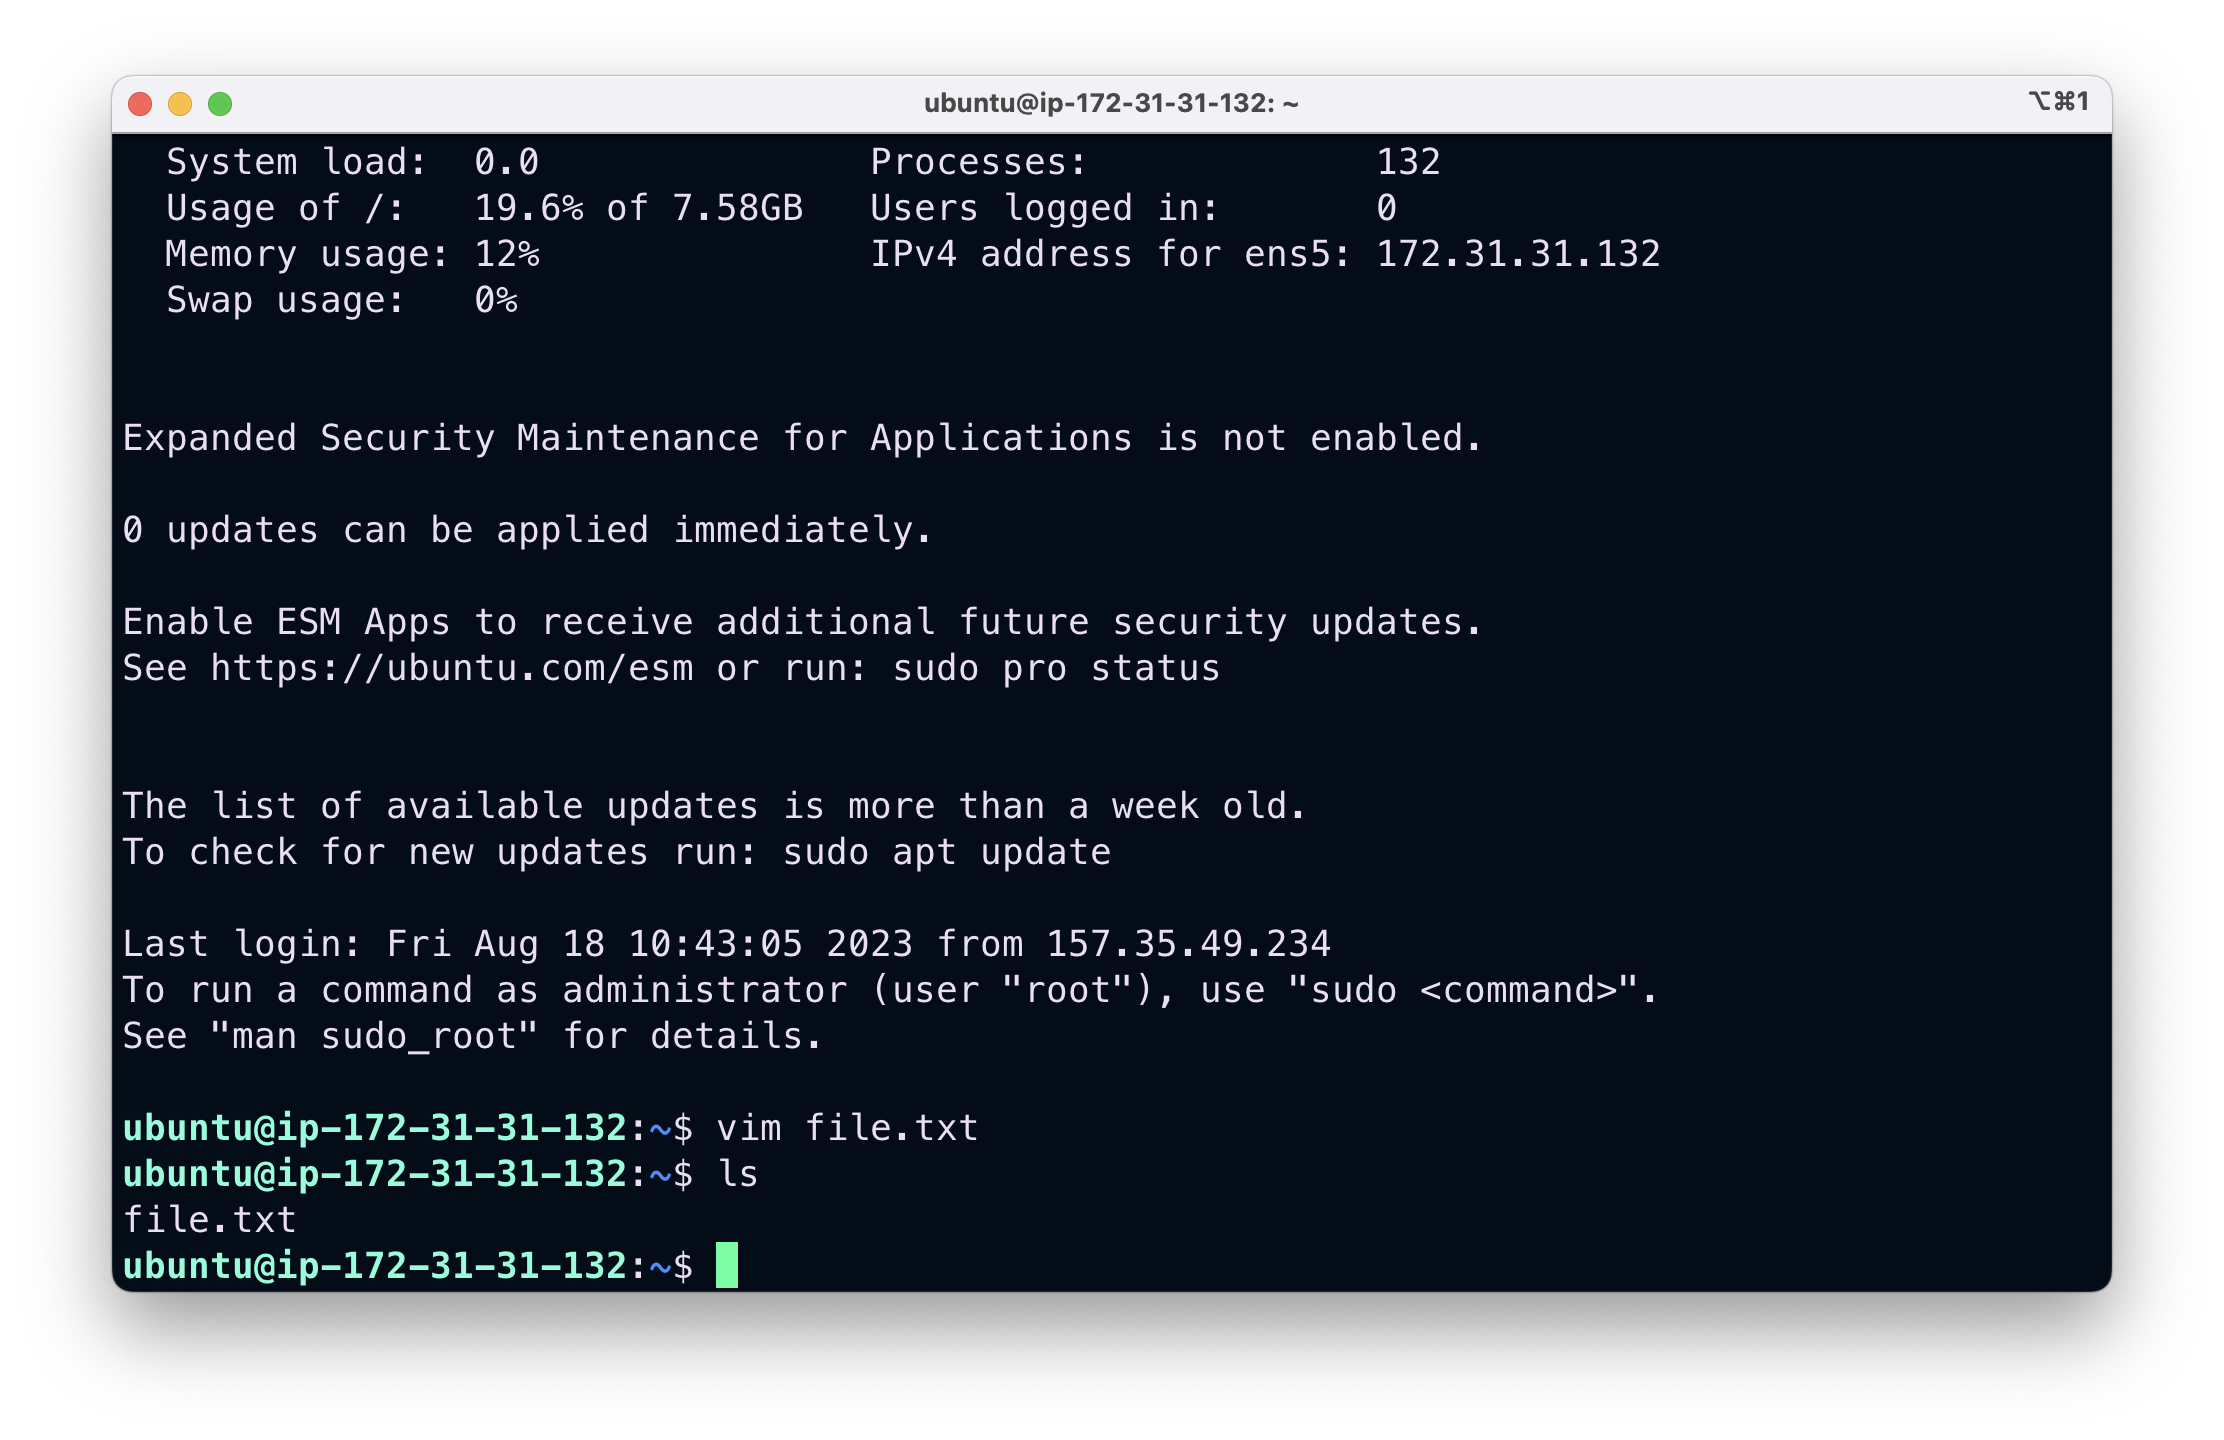 ubuntu@ip-172-31-31-132: ~
⌥⌘1
System load:  0.0               Processes:             132
Usage of /:   19.6% of 7.58GB   Users logged in:       0
Memory usage: 12%               IPv4 address for ens5: 172.31.31.132
Swap usage:   0%
Expanded Security Maintenance for Applications is not enabled.
0 updates can be applied immediately.
Enable ESM Apps to receive additional future security updates.
See https://ubuntu.com/esm or run: sudo pro status
The list of available updates is more than a week old.
To check for new updates run: sudo apt update
Last login: Fri Aug 18 10:43:05 2023 from 157.35.49.234
To run a command as administrator (user "root"), use "sudo <command>".
See "man sudo_root" for details.
ubuntu@ip-172-31-31-132:~$ vim file.txt
ubuntu@ip-172-31-31-132:~$ ls
file.txt
ubuntu@ip-172-31-31-132:~$